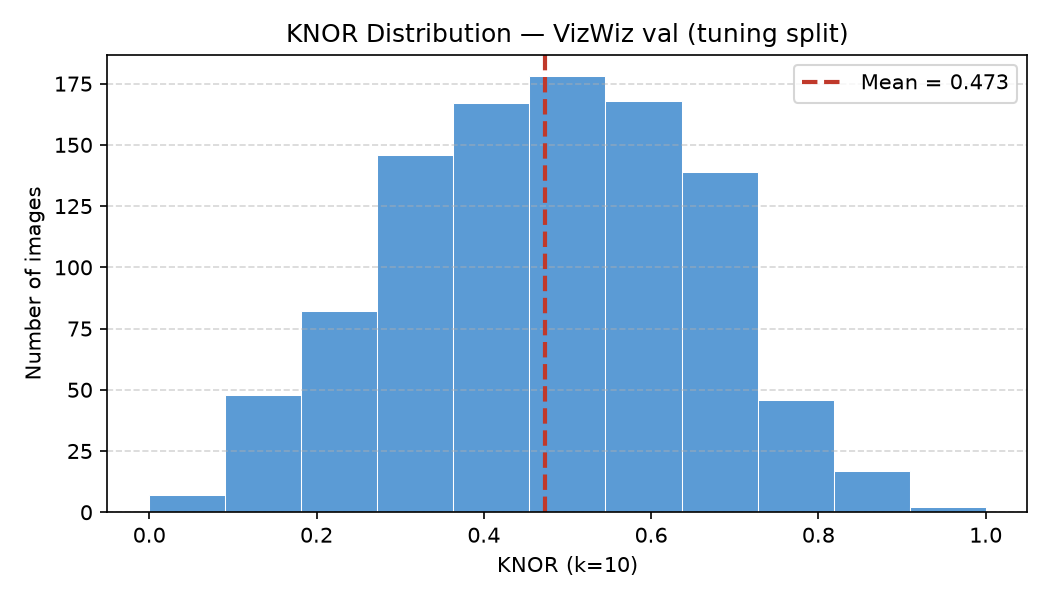 KNOR Distribution — VizWiz val (tuning split)
Mean = 0.473
Number of images
175
150
125
100
75
50
25
0
0.0 0.2 0.4 0.6 0.8 1.0
KNOR (k=10)